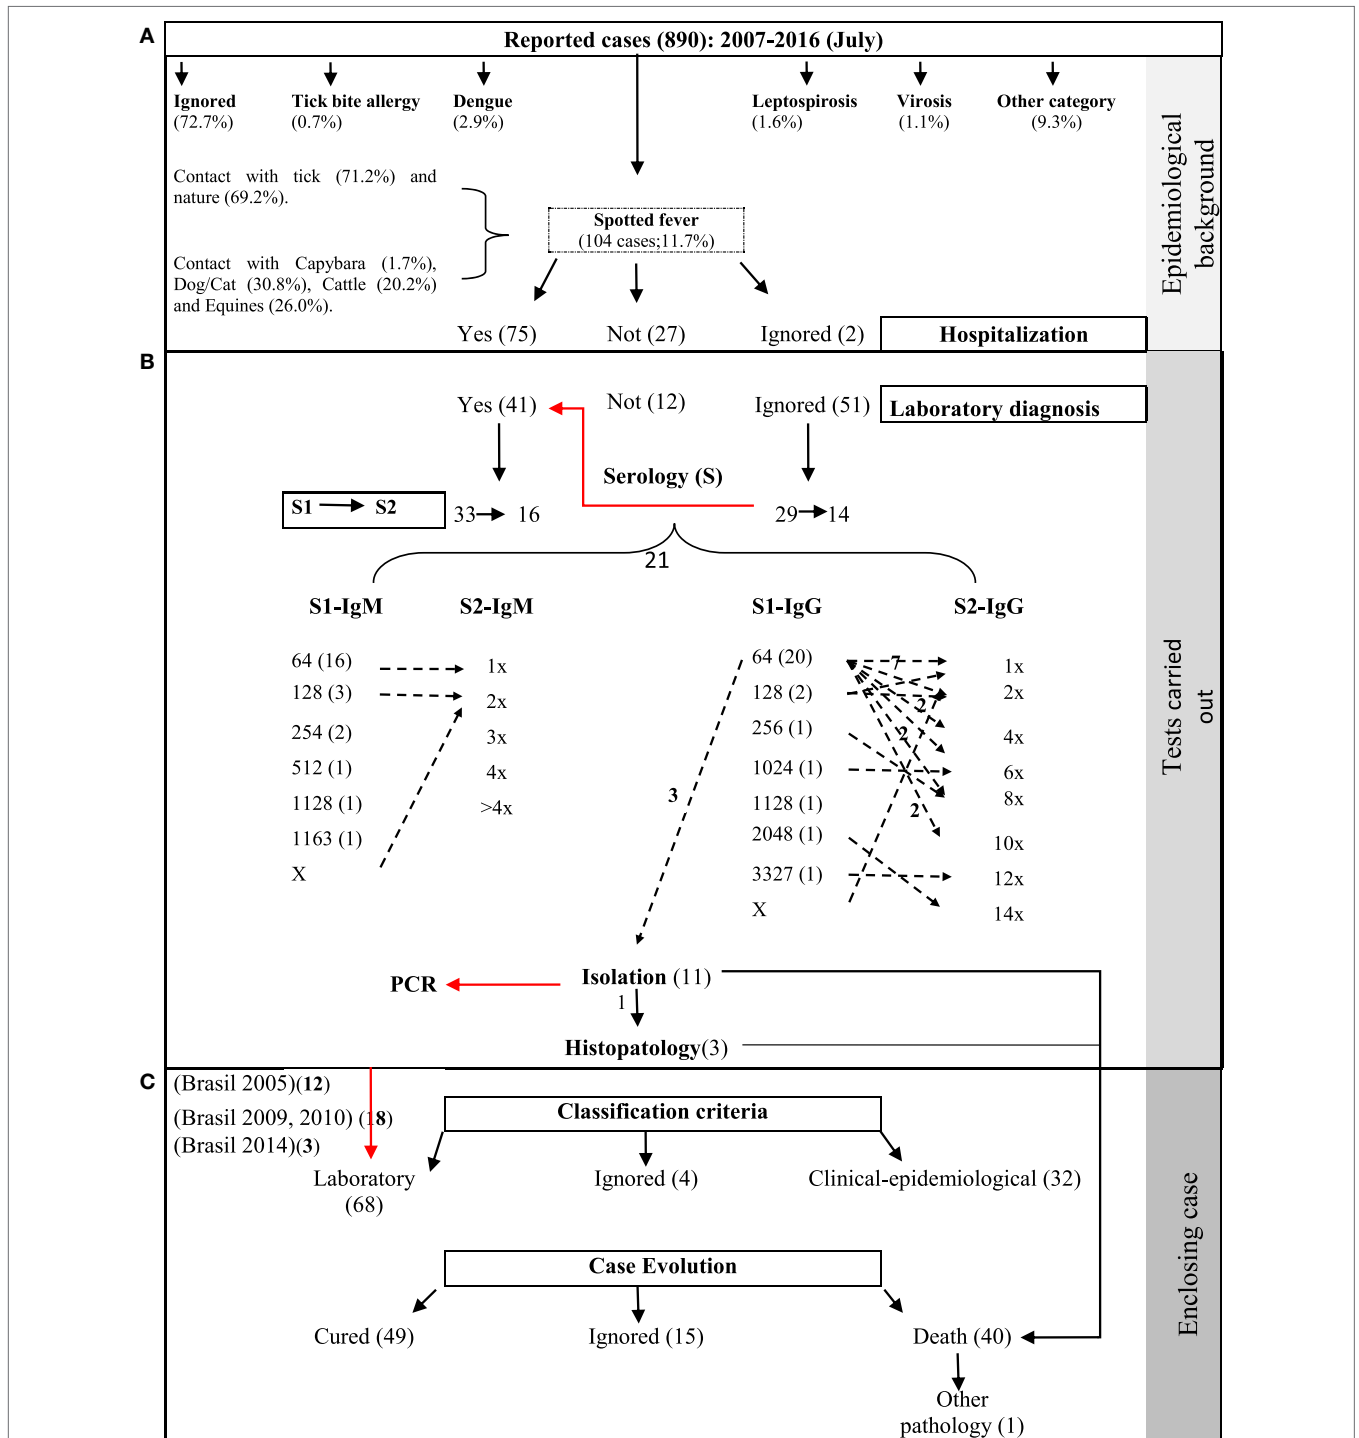 A
Reported cases (890): 2007-2016 (July)
Ignored
(72.7%)
Tick bite allergy
(0.7%)
Dengue
(2.9%)
Leptospirosis
(1.6%)
Virosis
(1.1%)
Other category
(9.3%)
Epidemiological
background
Contact with tick (71.2%) and
nature (69.2%).
Spotted fever
(104 cases;11.7%)
Contact with Capybara (1.7%),
Dog/Cat (30.8%), Cattle (20.2%)
and Equines (26.0%).
Yes (75) Not (27) Ignored (2) Hospitalization
B
Yes (41) Not (12) Ignored (51) Laboratory diagnosis
Serology (S)
S1 S2 33 16 29 14
21
Tests carried
out
S1-IgM S2-IgM S1-IgG S2-IgG
64 (16)
128 (3)
254 (2)
512 (1)
1128 (1)
1163 (1)
X
1x
2x
3x
4x
>4x
3
64 (20)
128 (2)
256 (1)
1024 (1)
1128 (1)
2048 (1)
3327 (1)
X
7
2
2
2
1x
2x
4x
6x
8x
10x
12x
14x
PCR Isolation (11)
1
Histopatology(3)
C
(Brasil 2005)(12)
(Brasil 2009, 2010) (18)
(Brasil 2014)(3)
Classification criteria
Laboratory
(68)
Ignored (4) Clinical-epidemiological (32)
Enclosing case
Case Evolution
Cured (49) Ignored (15) Death (40)
Other
pathology (1)